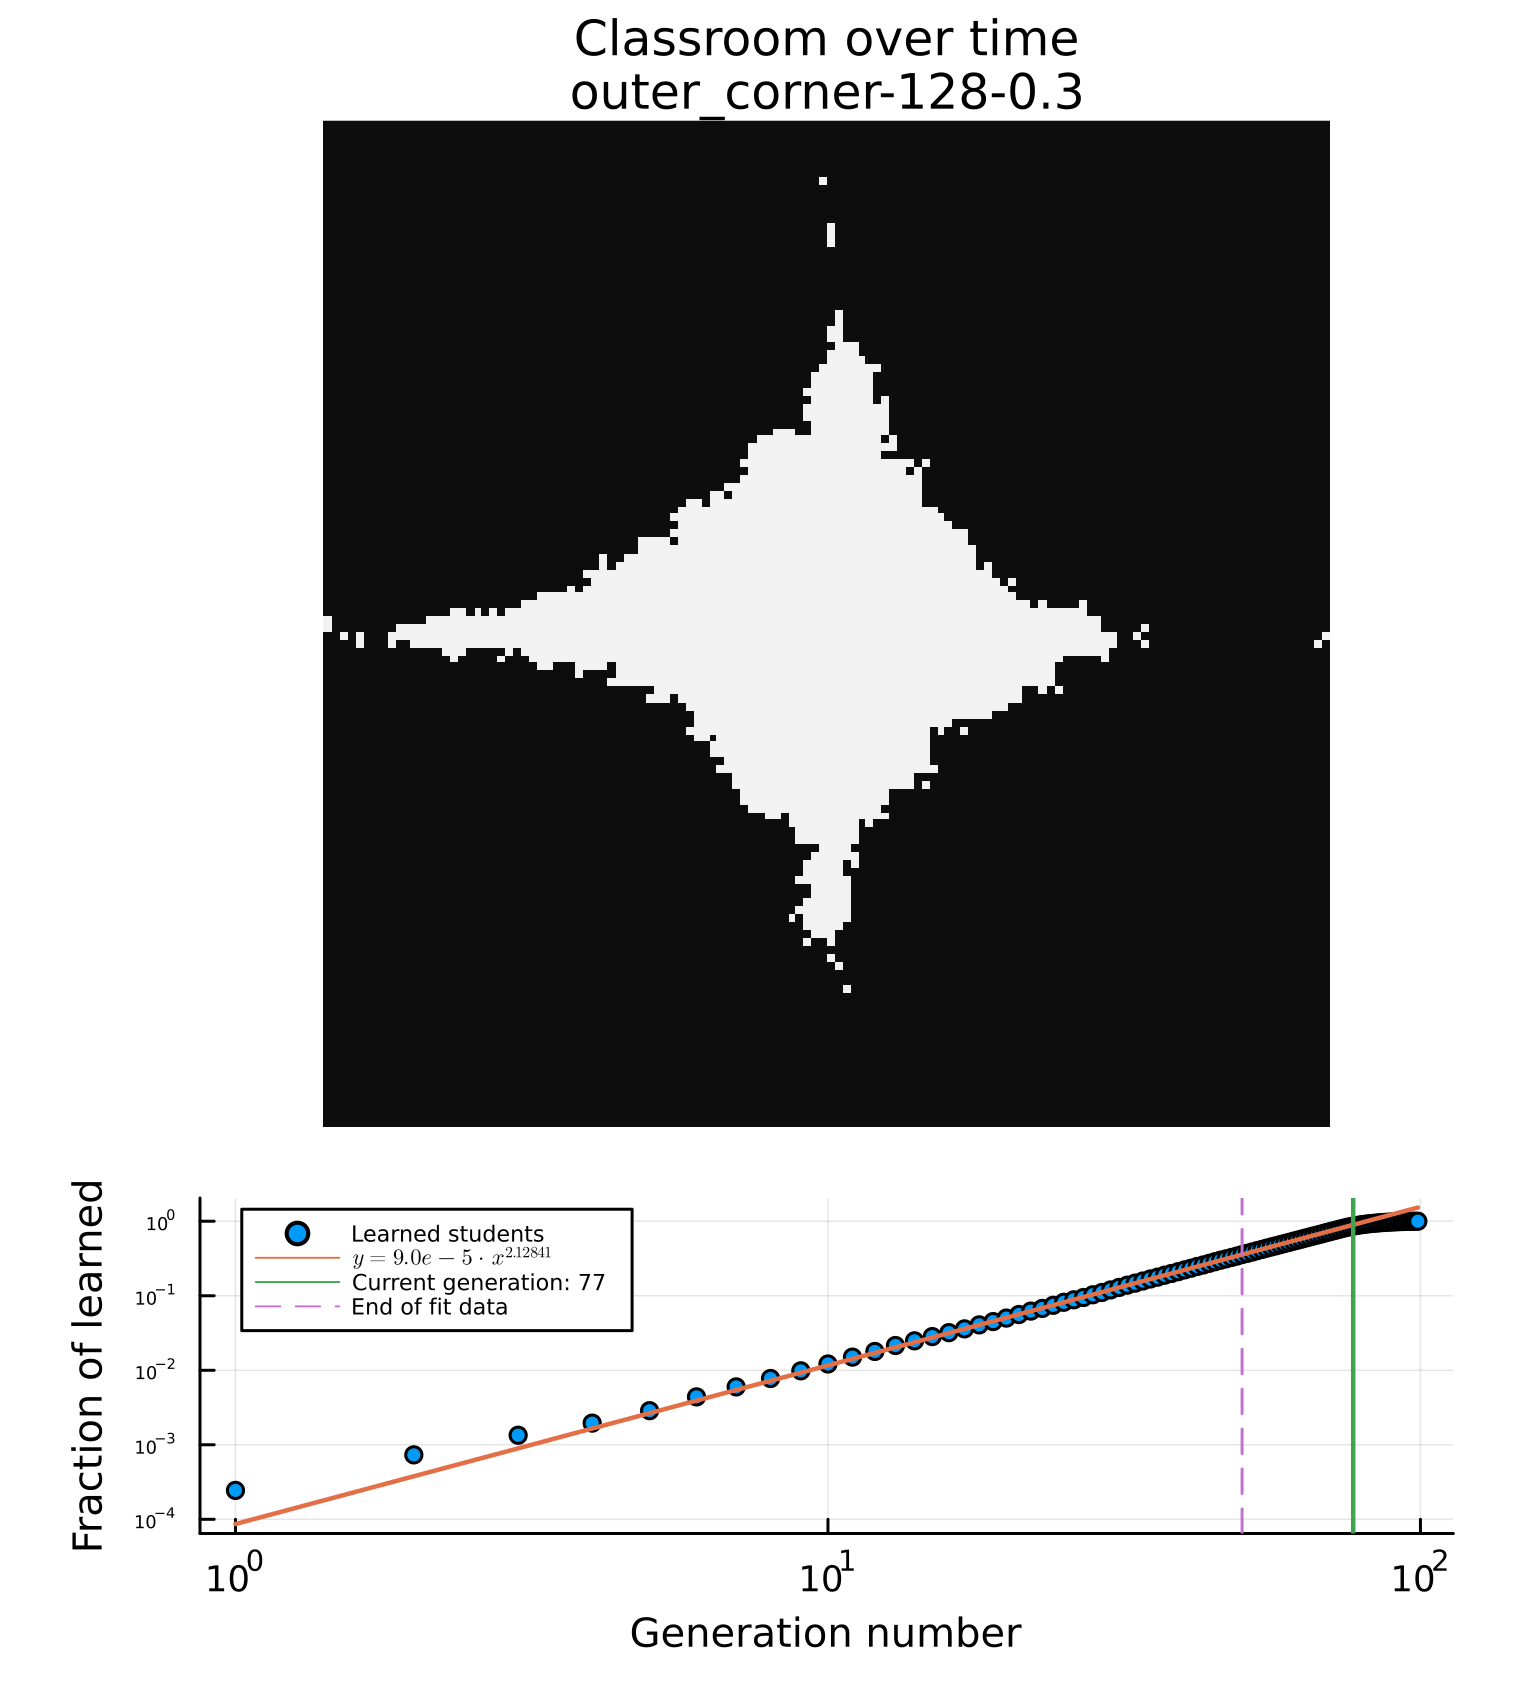 Classroom over time
outer_corner-128-0.3
Fraction of learned
10^0
10^-1
10^-2
10^-3
10^-4
Learned students
y = 9.0e − 5 · x^2.12841
Current generation: 77
End of fit data
10^0 10^1 10^2
Generation number